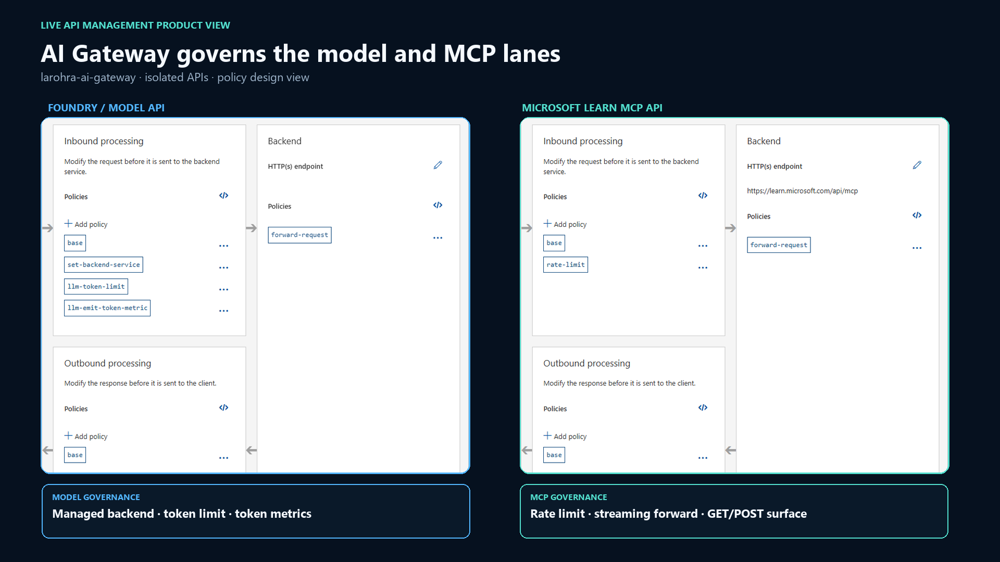 LIVE API MANAGEMENT PRODUCT VIEW
AI Gateway governs the model and MCP lanes
larohra-ai-gateway · isolated APIs · policy design view
FOUNDRY / MODEL API
Inbound processing
Modify the request before it is sent to the backend
service.
Policies
</>
+ Add policy
base
...
set-backend-service
...
llm-token-limit
...
llm-emit-token-metric
...
Backend
HTTP(s) endpoint
Policies
</>
forward-request
...
Outbound processing
Modify the response before it is sent to the client.
Policies
</>
+ Add policy
base
...
MODEL GOVERNANCE
Managed backend · token limit · token metrics
MICROSOFT LEARN MCP API
Inbound processing
Modify the request before it is sent to the backend
service.
Policies
</>
+ Add policy
base
...
rate-limit
...
Backend
HTTP(s) endpoint
https://learn.microsoft.com/api/mcp
Policies
</>
forward-request
...
Outbound processing
Modify the response before it is sent to the client.
Policies
</>
+ Add policy
base
...
MCP GOVERNANCE
Rate limit · streaming forward · GET/POST surface